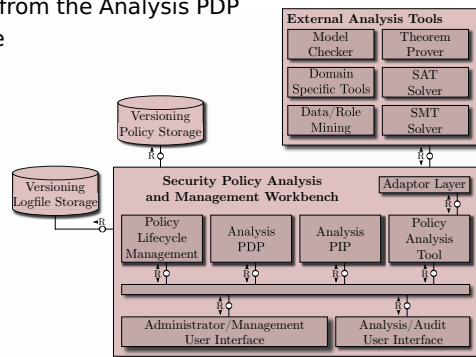 from the Analysis PDP
External Analysis Tools
Model
Checker
Theorem
Prover
Domain
Specific Tools
SAT
Solver
Data/Role
Mining
SMT
Solver
Versioning
Policy Storage
R
R
Versioning
Logfile Storage
R
Security Policy Analysis
and Management Workbench
Adaptor Layer
R
Policy
Lifecycle
Management
Analysis
PDP
Analysis
PIP
Policy
Analysis
Tool
R
R
R
R
R
R
Administrator/Management
User Interface
Analysis/Audit
User Interface